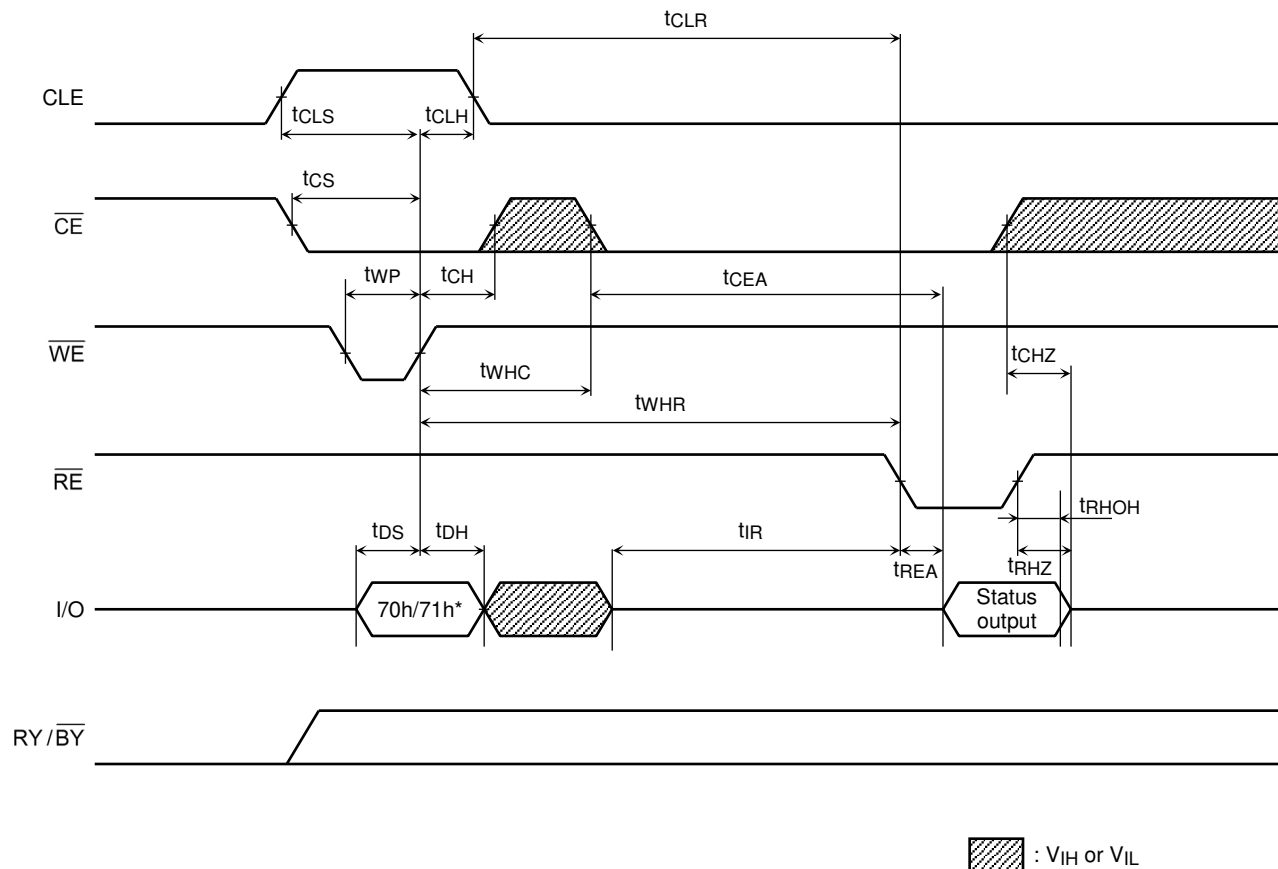 tCLR
CLE
tCLS
tCLH
tCS
CE
tWP
tCH
tCEA
WE
tCHZ
tWHC
tWHR
RE
tRHOH
tDS
tDH
tIR
tREA
tRHZ
I/O
70h/71h*
Status
output
RY/BY
: VIH or VIL